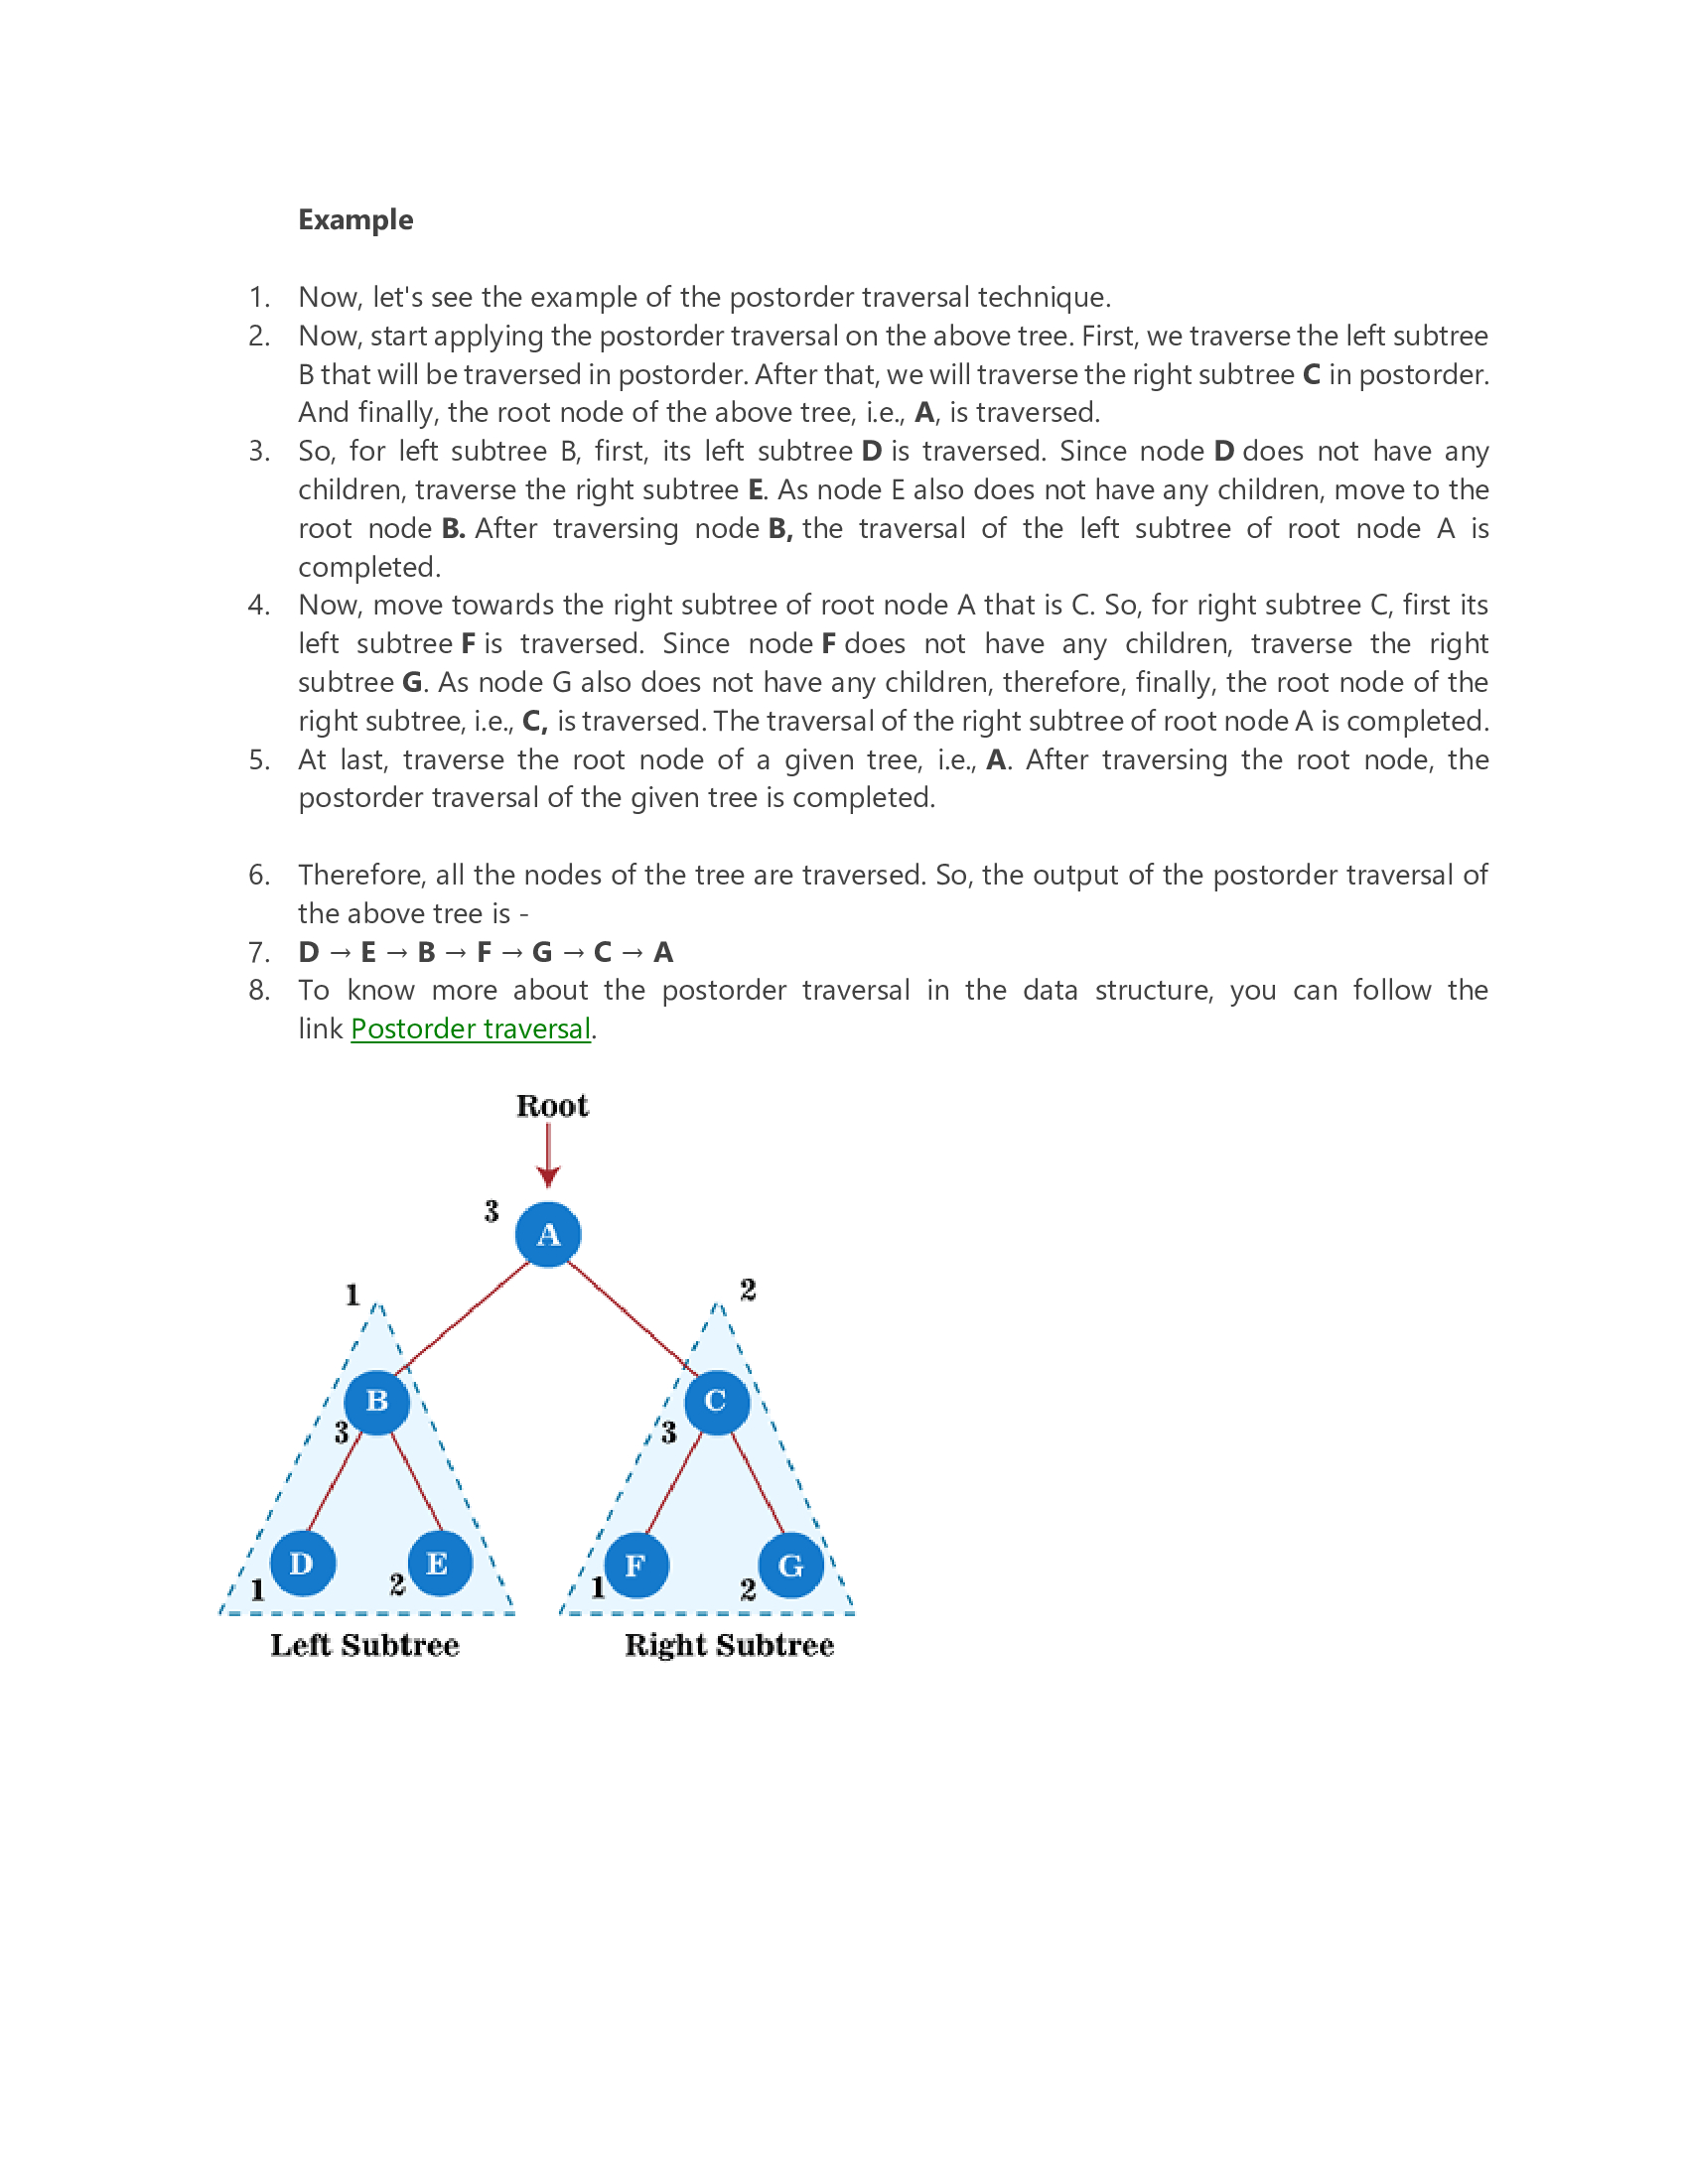 Example
1. Now, let's see the example of the postorder traversal technique.
2. Now, start applying the postorder traversal on the above tree. First, we traverse the left subtree
B that will be traversed in postorder. After that, we will traverse the right subtree C in postorder.
And finally, the root node of the above tree, i.e., A, is traversed.
3. So, for left subtree B, first, its left subtree D is traversed. Since node D does not have any
children, traverse the right subtree E. As node E also does not have any children, move to the
root node B. After traversing node B, the traversal of the left subtree of root node A is
completed.
4. Now, move towards the right subtree of root node A that is C. So, for right subtree C, first its
left subtree F is traversed. Since node F does not have any children, traverse the right
subtree G. As node G also does not have any children, therefore, finally, the root node of the
right subtree, i.e., C, is traversed. The traversal of the right subtree of root node A is completed.
5. At last, traverse the root node of a given tree, i.e., A. After traversing the root node, the
postorder traversal of the given tree is completed.
6. Therefore, all the nodes of the tree are traversed. So, the output of the postorder traversal of
the above tree is -
7. D → E → B → F → G → C → A
8. To know more about the postorder traversal in the data structure, you can follow the
link Postorder traversal.
Root
3 A
1 2
B C
3 3
D E F G
1 2 1 2
Left Subtree Right Subtree